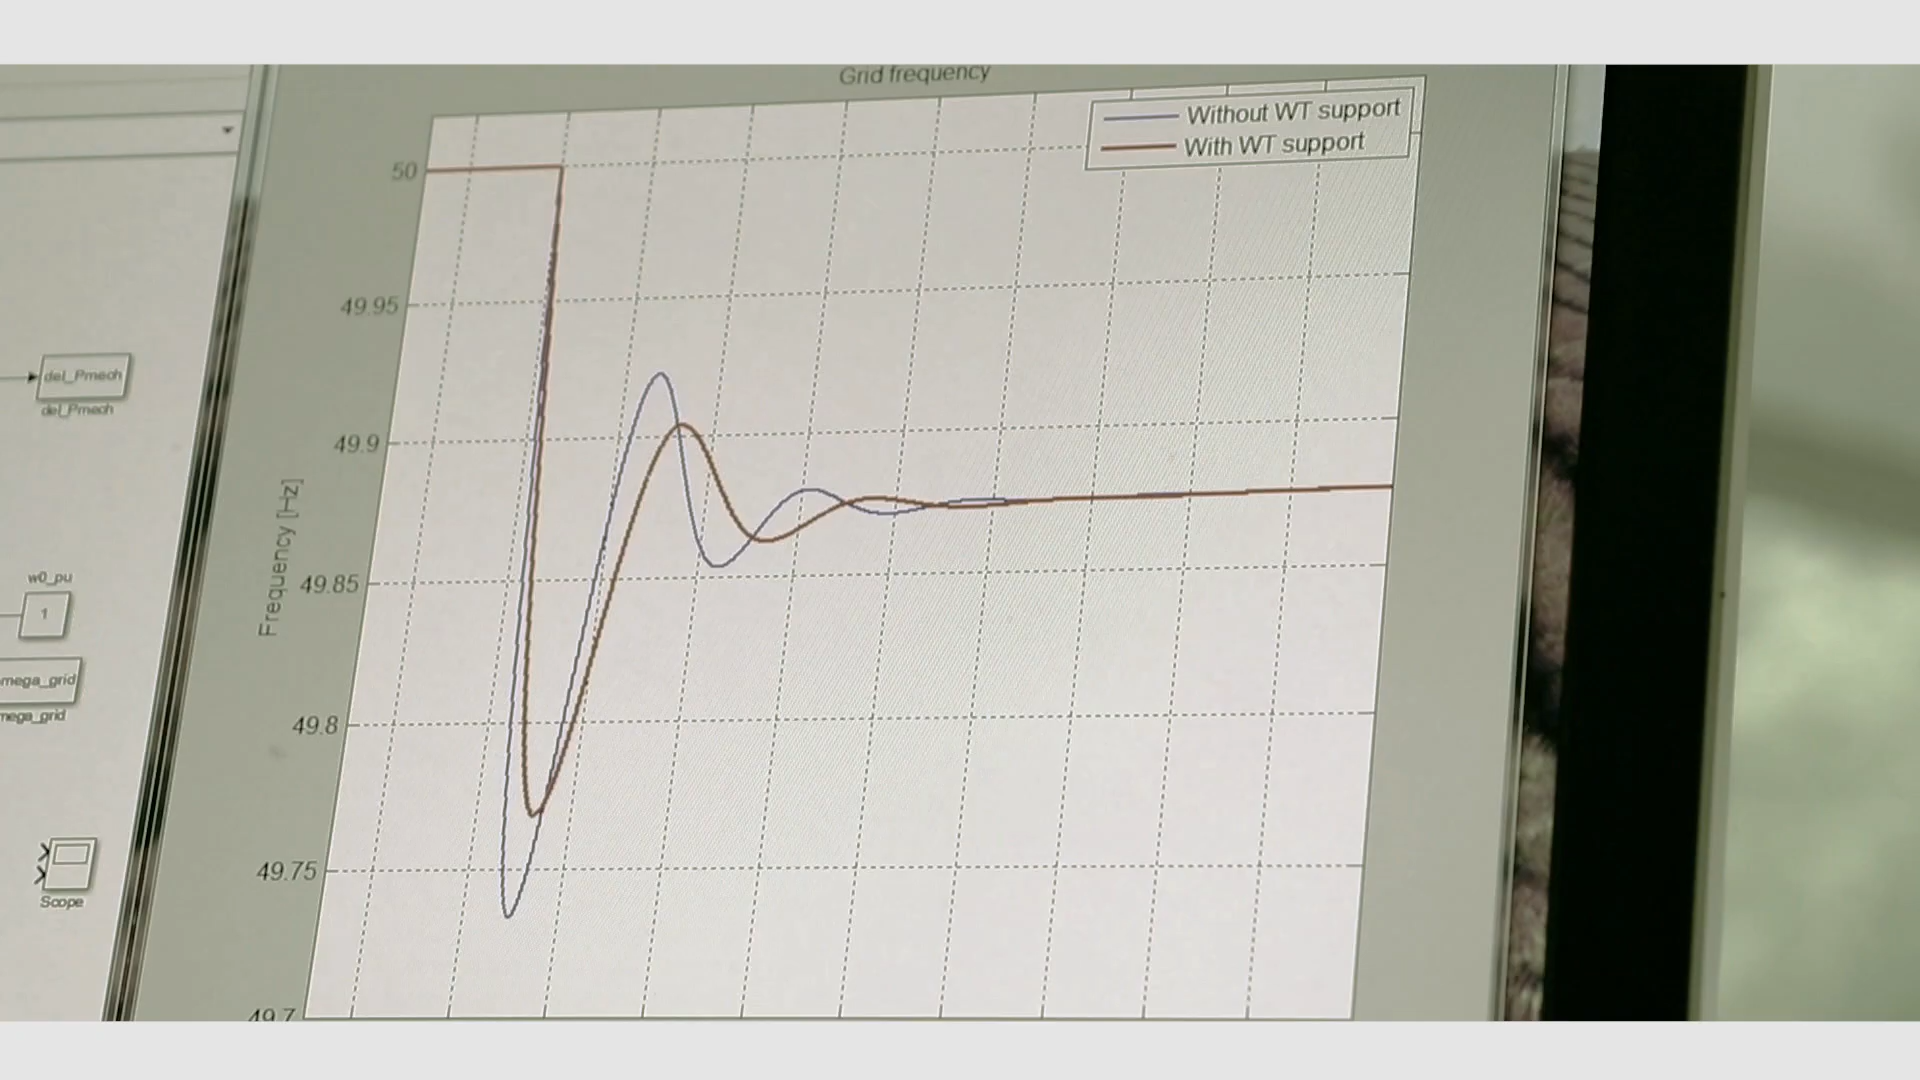 Grid frequency
Without WT support
With WT support
50
49.95
49.9
49.85
49.8
49.75
49.7
Frequency [Hz]
del_Pmech
del_Pmech
w0_pu
1
mega_grid
mega_grid
Scope